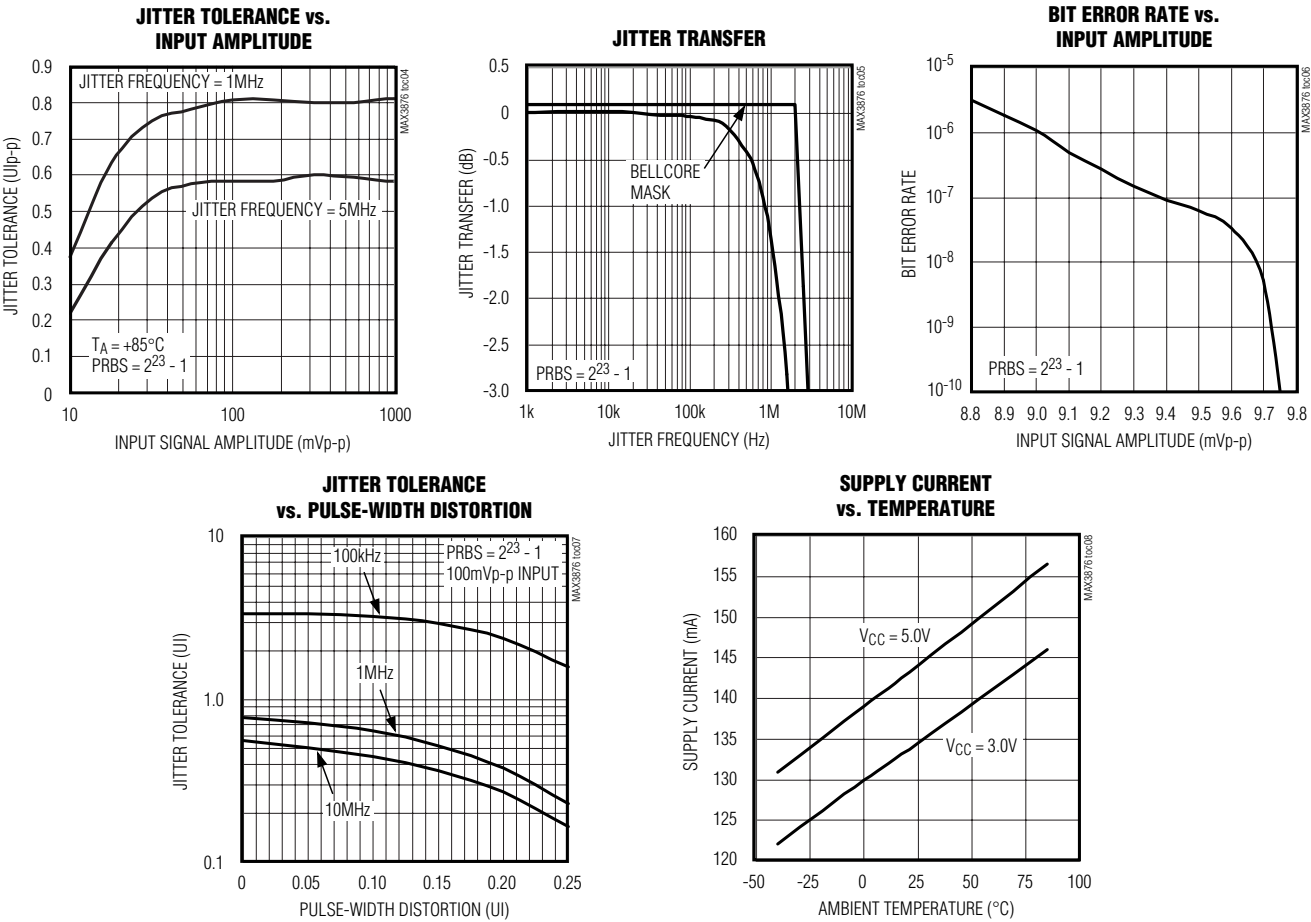 JITTER TOLERANCE vs.
INPUT AMPLITUDE
0.9
0.8
0.7
0.6
0.5
0.4
0.3
0.2
0.1
0
JITTER TOLERANCE (UIp-p)
JITTER FREQUENCY = 1MHz
JITTER FREQUENCY = 5MHz
TA = +85°C
PRBS = 2^23 - 1
MAX3876 toc04
10 100 1000
INPUT SIGNAL AMPLITUDE (mVp-p)
JITTER TRANSFER
0.5
0
-0.5
-1.0
-1.5
-2.0
-2.5
-3.0
JITTER TRANSFER (dB)
BELLCORE
MASK
PRBS = 2^23 - 1
MAX3876 toc05
1k 10k 100k 1M 10M
JITTER FREQUENCY (Hz)
BIT ERROR RATE vs.
INPUT AMPLITUDE
10^-5
10^-6
10^-7
10^-8
10^-9
10^-10
BIT ERROR RATE
PRBS = 2^23 - 1
MAX3876 toc06
8.8 8.9 9.0 9.1 9.2 9.3 9.4 9.5 9.6 9.7 9.8
INPUT SIGNAL AMPLITUDE (mVp-p)
JITTER TOLERANCE
vs. PULSE-WIDTH DISTORTION
10
1.0
0.1
JITTER TOLERANCE (UI)
100kHz
PRBS = 2^23 - 1
100mVp-p INPUT
1MHz
10MHz
MAX3876 toc07
0 0.05 0.10 0.15 0.20 0.25
PULSE-WIDTH DISTORTION (UI)
SUPPLY CURRENT
vs. TEMPERATURE
160
155
150
145
140
135
130
125
120
SUPPLY CURRENT (mA)
VCC = 5.0V
VCC = 3.0V
MAX3876 toc08
-50 -25 0 25 50 75 100
AMBIENT TEMPERATURE (°C)